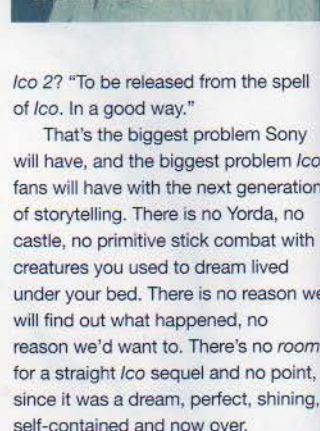 Ico 2? “To be released from the spell
of Ico. In a good way.”
That’s the biggest problem Sony
will have, and the biggest problem Ico
fans will have with the next generation
of storytelling. There is no Yorda, no
castle, no primitive stick combat with
creatures you used to dream lived
under your bed. There is no reason we
will find out what happened, no
reason we’d want to. There’s no room
for a straight Ico sequel and no point,
since it was a dream, perfect, shining,
self-contained and now over.